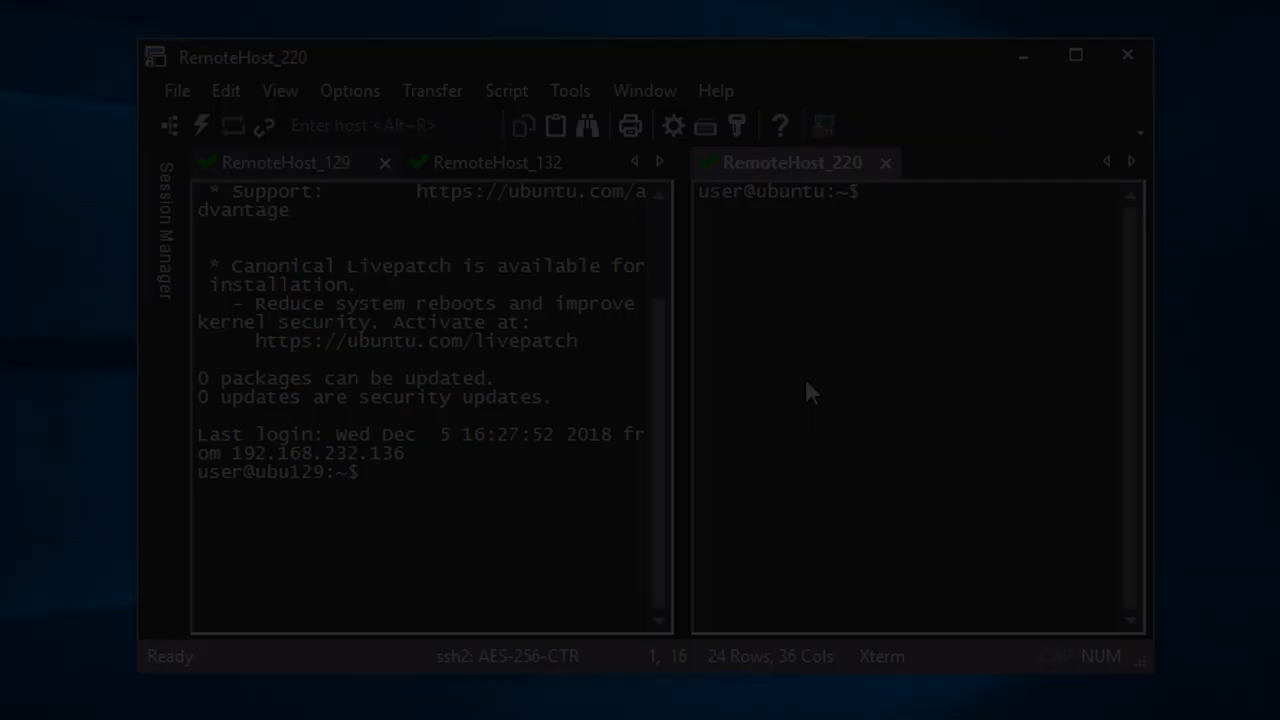 RemoteHost_220
File Edit View Options Transfer Script Tools Window Help
Enter host <Alt+R>
Session Manager
RemoteHost_129 RemoteHost_132
* Support: https://ubuntu.com/a
dvantage
* Canonical Livepatch is available for
installation.
- Reduce system reboots and improve
kernel security. Activate at:
https://ubuntu.com/livepatch
0 packages can be updated.
0 updates are security updates.
Last login: Wed Dec 5 16:27:52 2018 fr
om 192.168.232.136
user@ubu129:~$
RemoteHost_220
user@ubuntu:~$
Ready ssh2: AES-256-CTR 1, 16 24 Rows, 36 Cols Xterm CAP NUM